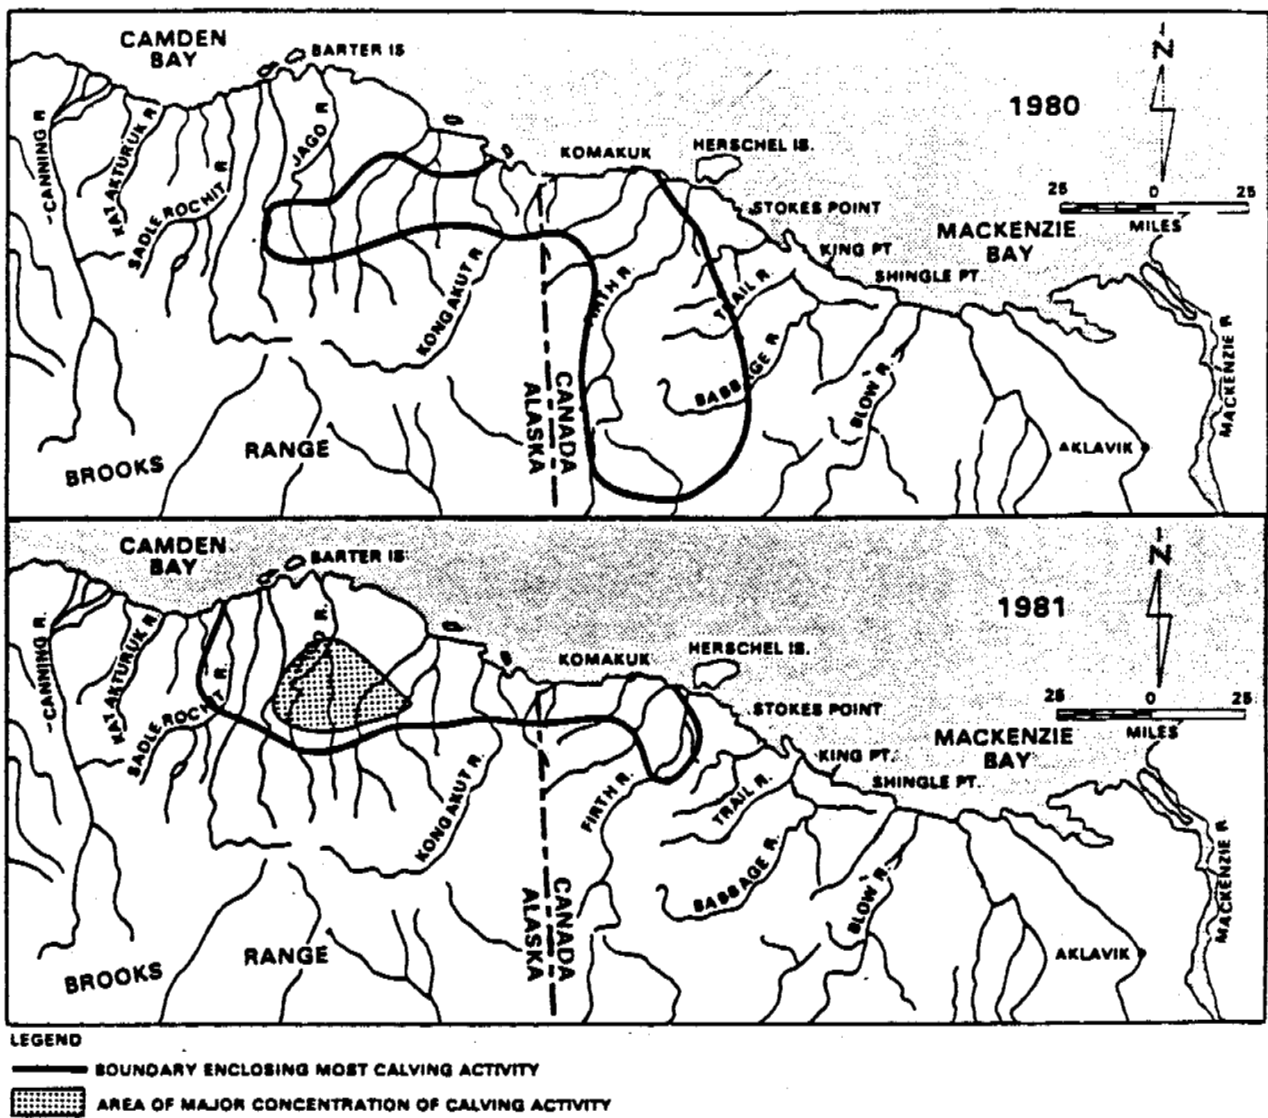 CAMDEN
BAY
BARTER IS
1980
N
CANNING R
KATAKTURUK R
SADLEROCHIT R
JAGO R
KOMAKUK
HERSCHEL IS.
STOKES POINT
25 0 25
MILES
MACKENZIE
BAY
KING PT.
SHINGLE PT.
KONGAKUT R.
TRAIL R.
BABBAGE R.
BLOW R.
MACKENZIE R
CANADA
ALASKA
BROOKS
RANGE
AKLAVIK
CAMDEN
BAY
BARTER IS.
1981
N
CANNING R.
KATAKTURUK R.
SADLEROCHIT R.
KOMAKUK
HERSCHEL IS.
STOKES POINT
25 0 25
MILES
MACKENZIE
BAY
KING PT.
SHINGLE PT.
KONGAKUT R.
FIRTH R.
TRAIL R.
BABBAGE R.
BLOW R.
MACKENZIE R
CANADA
ALASKA
BROOKS
RANGE
AKLAVIK
LEGEND
BOUNDARY ENCLOSING MOST CALVING ACTIVITY
AREA OF MAJOR CONCENTRATION OF CALVING ACTIVITY